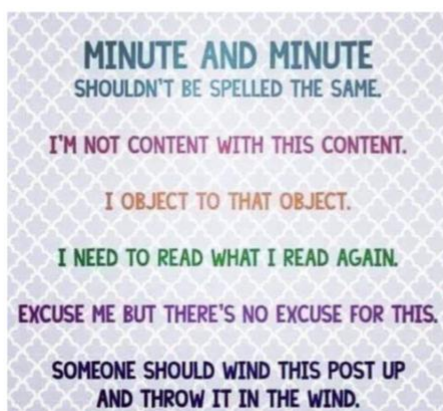 MINUTE AND MINUTE
SHOULDN'T BE SPELLED THE SAME.
I'M NOT CONTENT WITH THIS CONTENT.
I OBJECT TO THAT OBJECT.
I NEED TO READ WHAT I READ AGAIN.
EXCUSE ME BUT THERE'S NO EXCUSE FOR THIS.
SOMEONE SHOULD WIND THIS POST UP
AND THROW IT IN THE WIND.